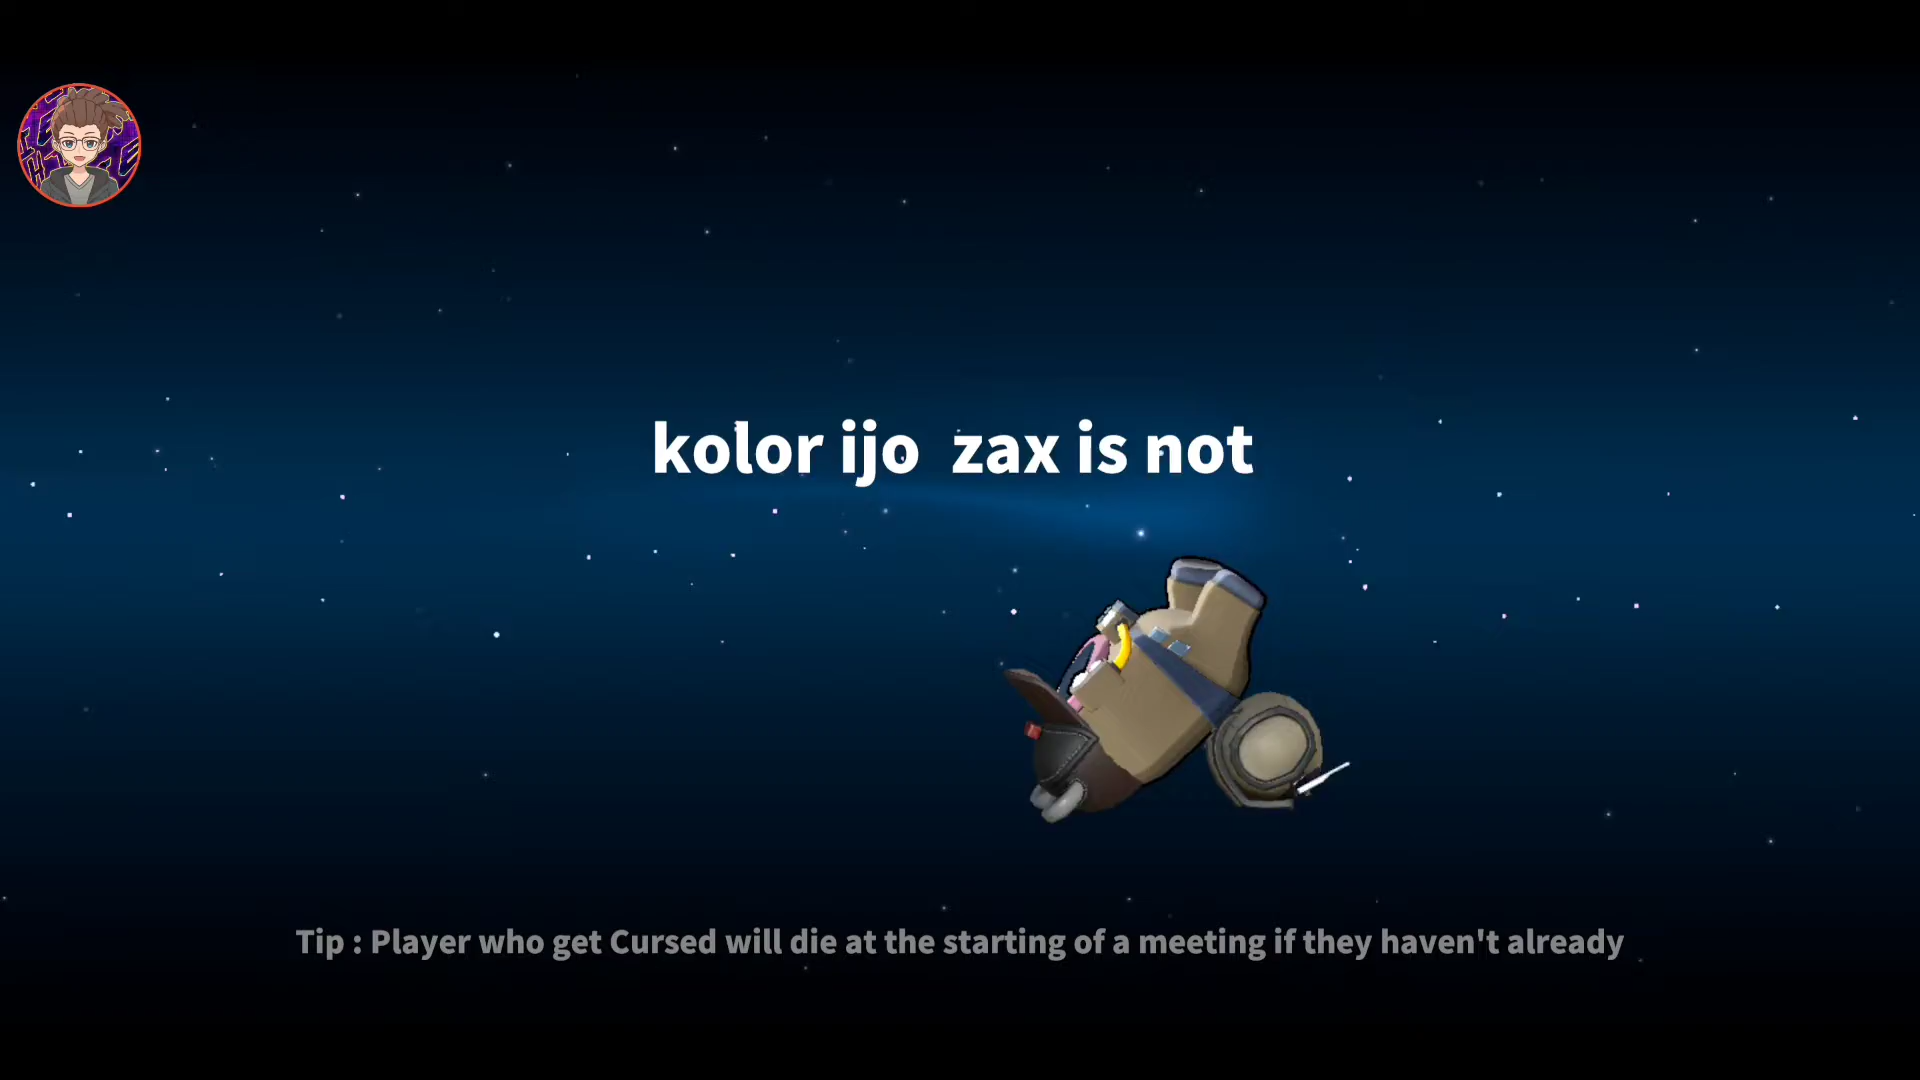 kolor ijo  zax is not
Tip : Player who get Cursed will die at the starting of a meeting if they haven't already